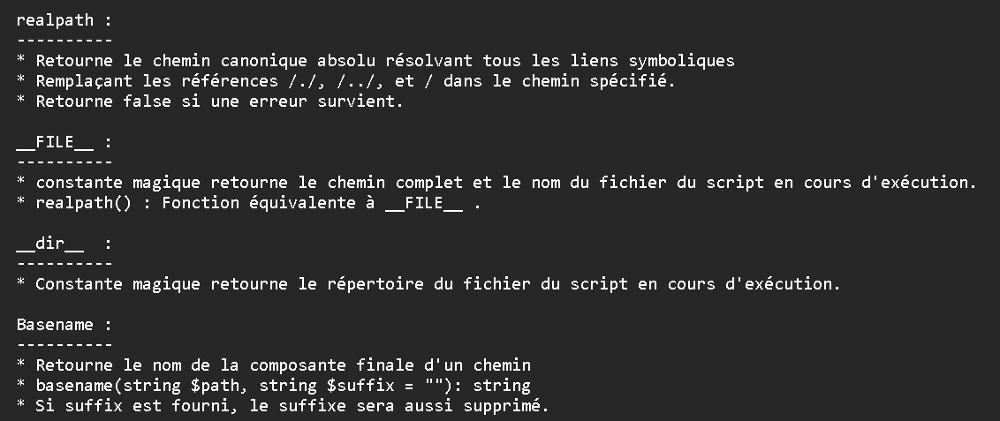 realpath :
----------
* Retourne le chemin canonique absolu résolvant tous les liens symboliques
* Remplaçant les références /./, /../, et / dans le chemin spécifié.
* Retourne false si une erreur survient.
__FILE__ :
----------
* constante magique retourne le chemin complet et le nom du fichier du script en cours d'exécution.
* realpath() : Fonction équivalente à __FILE__ .
__dir__  :
----------
* Constante magique retourne le répertoire du fichier du script en cours d'exécution.
Basename :
----------
* Retourne le nom de la composante finale d'un chemin
* basename(string $path, string $suffix = ""): string
* Si suffix est fourni, le suffixe sera aussi supprimé.